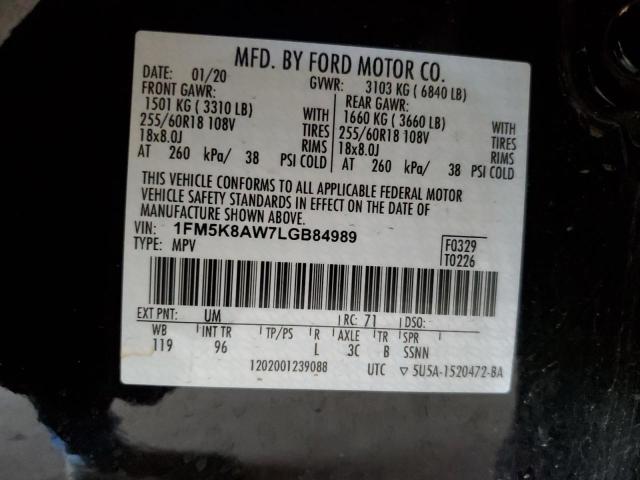 MFD. BY FORD MOTOR CO.
DATE: 01/20 GVWR: 3103 KG ( 6840 LB)
FRONT GAWR: REAR GAWR:
1501 KG ( 3310 LB) WITH 1660 KG ( 3660 LB) WITH
255/60R18 108V TIRES 255/60R18 108V TIRES
18x8.0J RIMS 18x8.0J RIMS
AT 260 kPa/ 38 PSI COLD AT 260 kPa/ 38 PSI COLD
THIS VEHICLE CONFORMS TO ALL APPLICABLE FEDERAL MOTOR
VEHICLE SAFETY STANDARDS IN EFFECT ON THE DATE OF
MANUFACTURE SHOWN ABOVE.
VIN: 1FM5K8AW7LGB84989 F0329
TYPE: MPV T0226
EXT PNT: UM RC: 71 DSO:
WB INT TR TP/PS R AXLE TR SPR
119 96 L 3C B SSNN
1202001239088 UTC ▽ 5U5A-1520472-BA